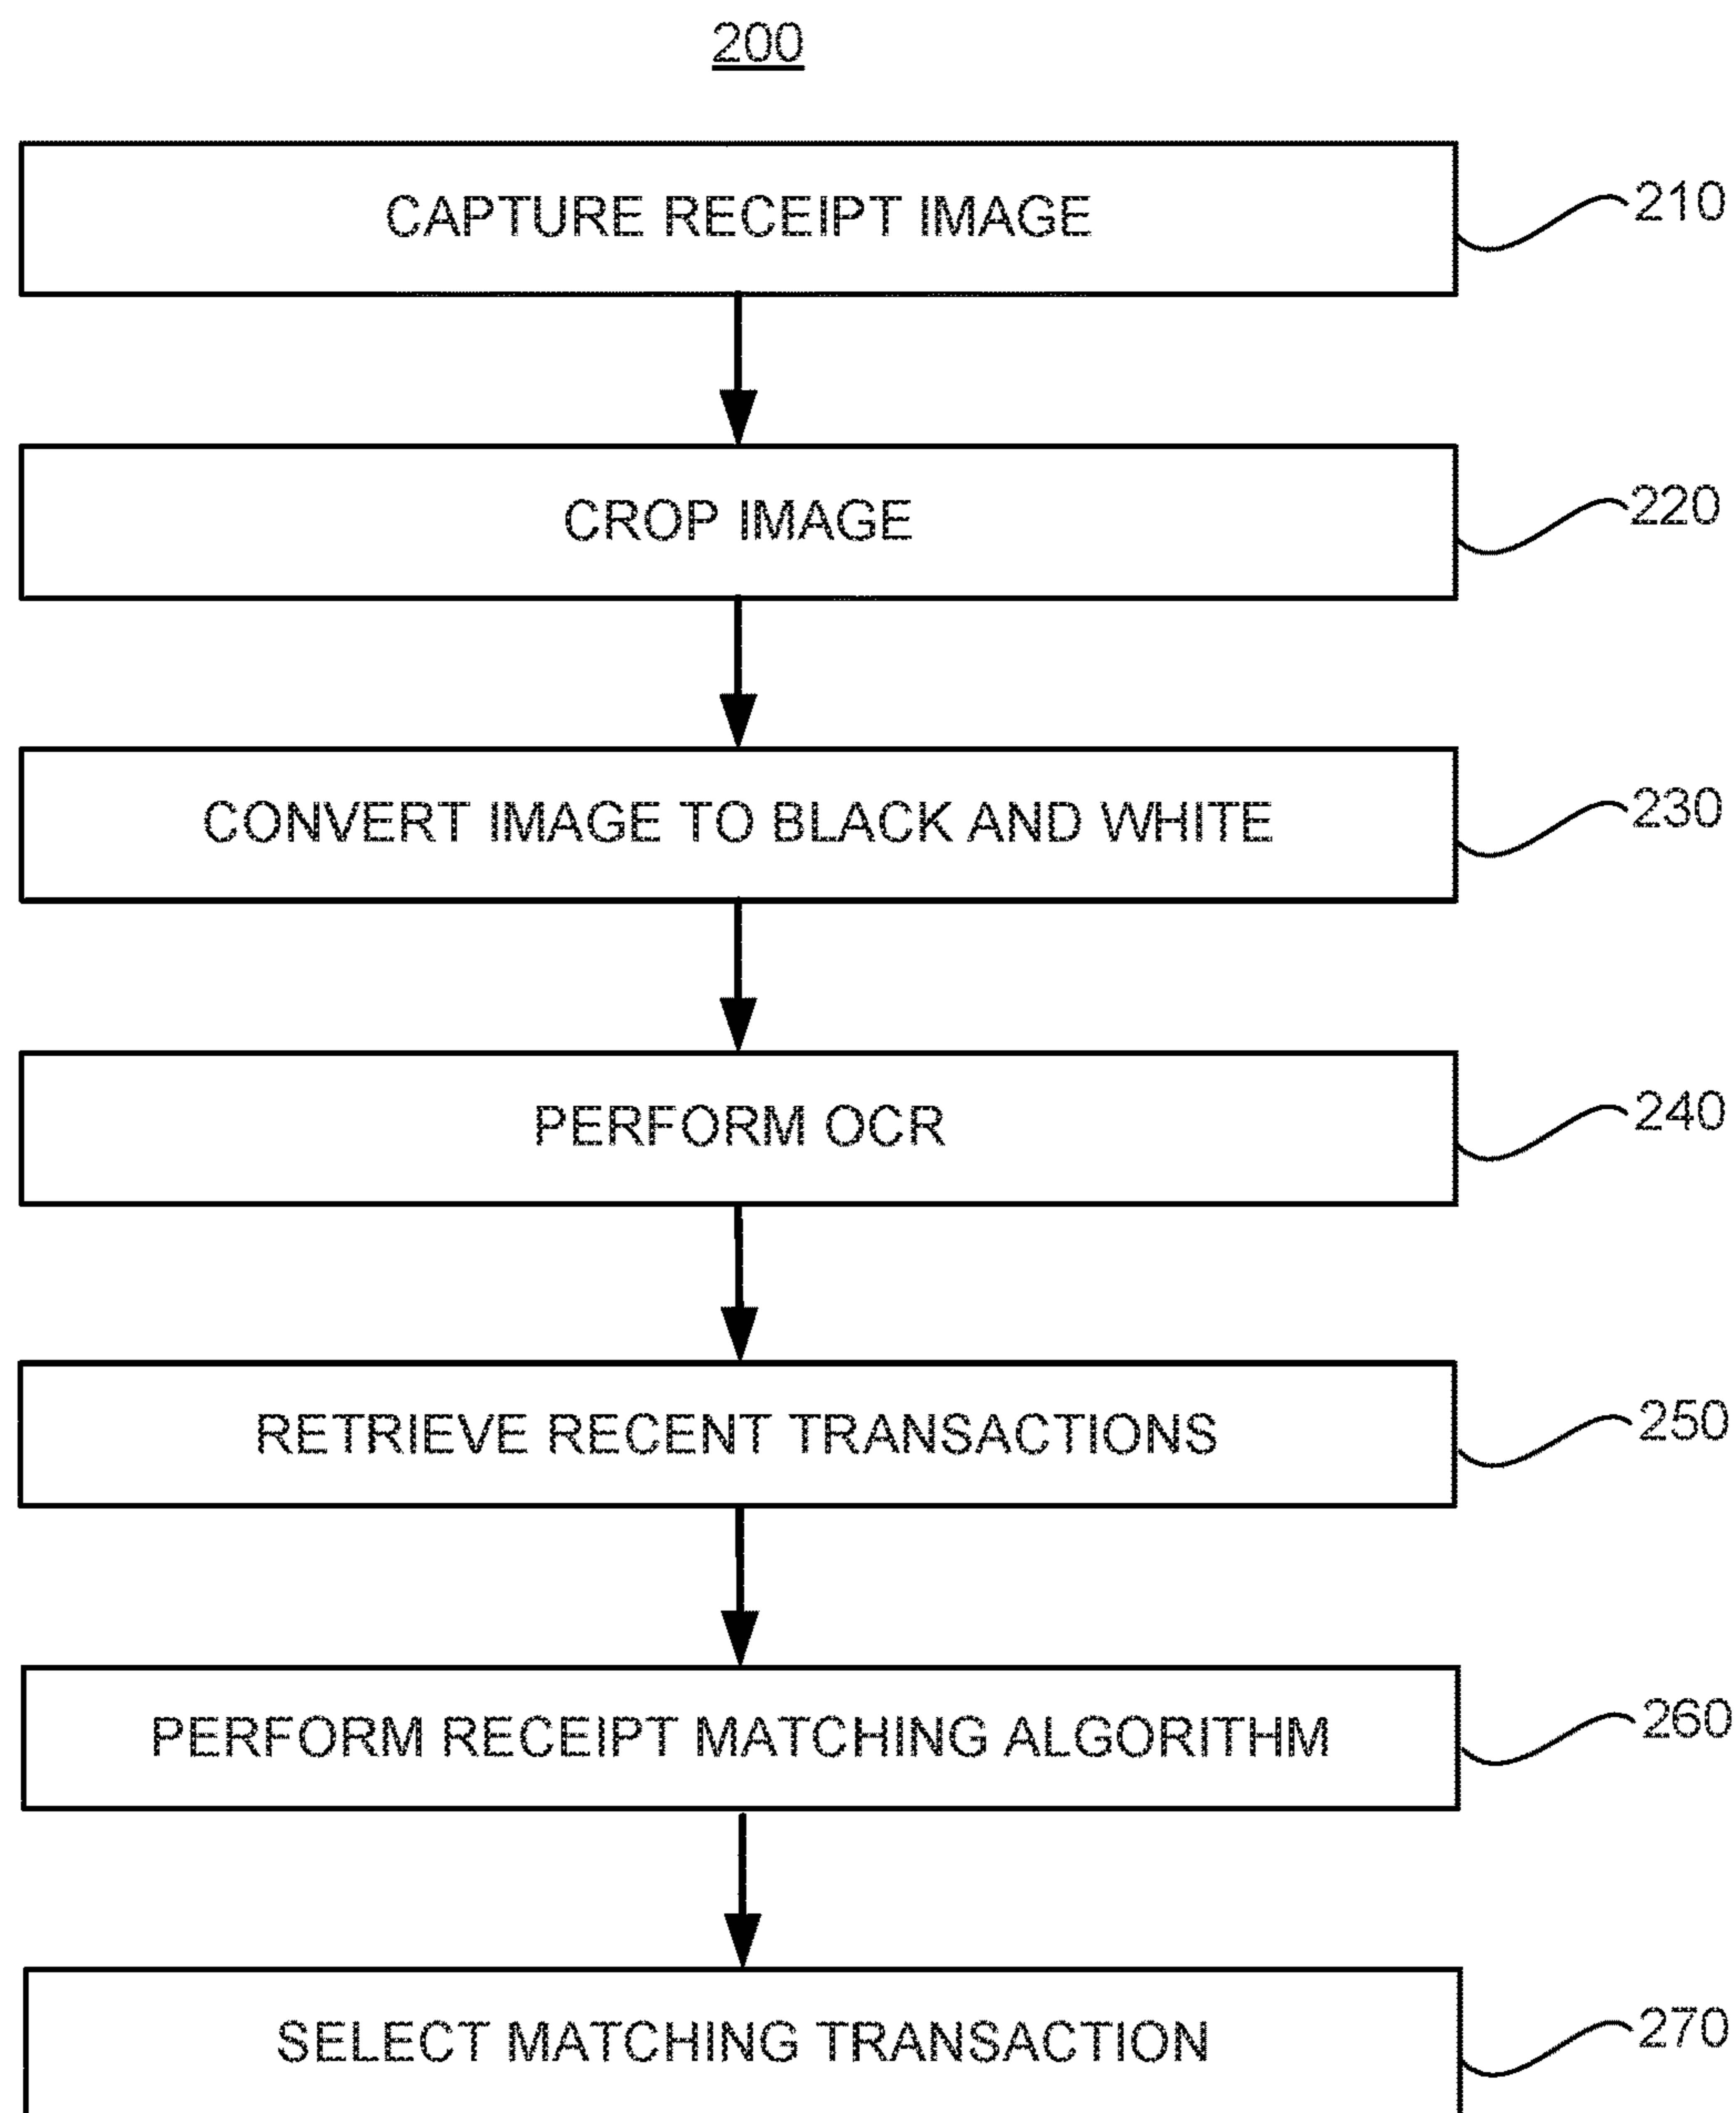 200
CAPTURE RECEIPT IMAGE
210
CROP IMAGE
220
CONVERT IMAGE TO BLACK AND WHITE
230
PERFORM OCR
240
RETRIEVE RECENT TRANSACTIONS
250
PERFORM RECEIPT MATCHING ALGORITHM
260
SELECT MATCHING TRANSACTION
270